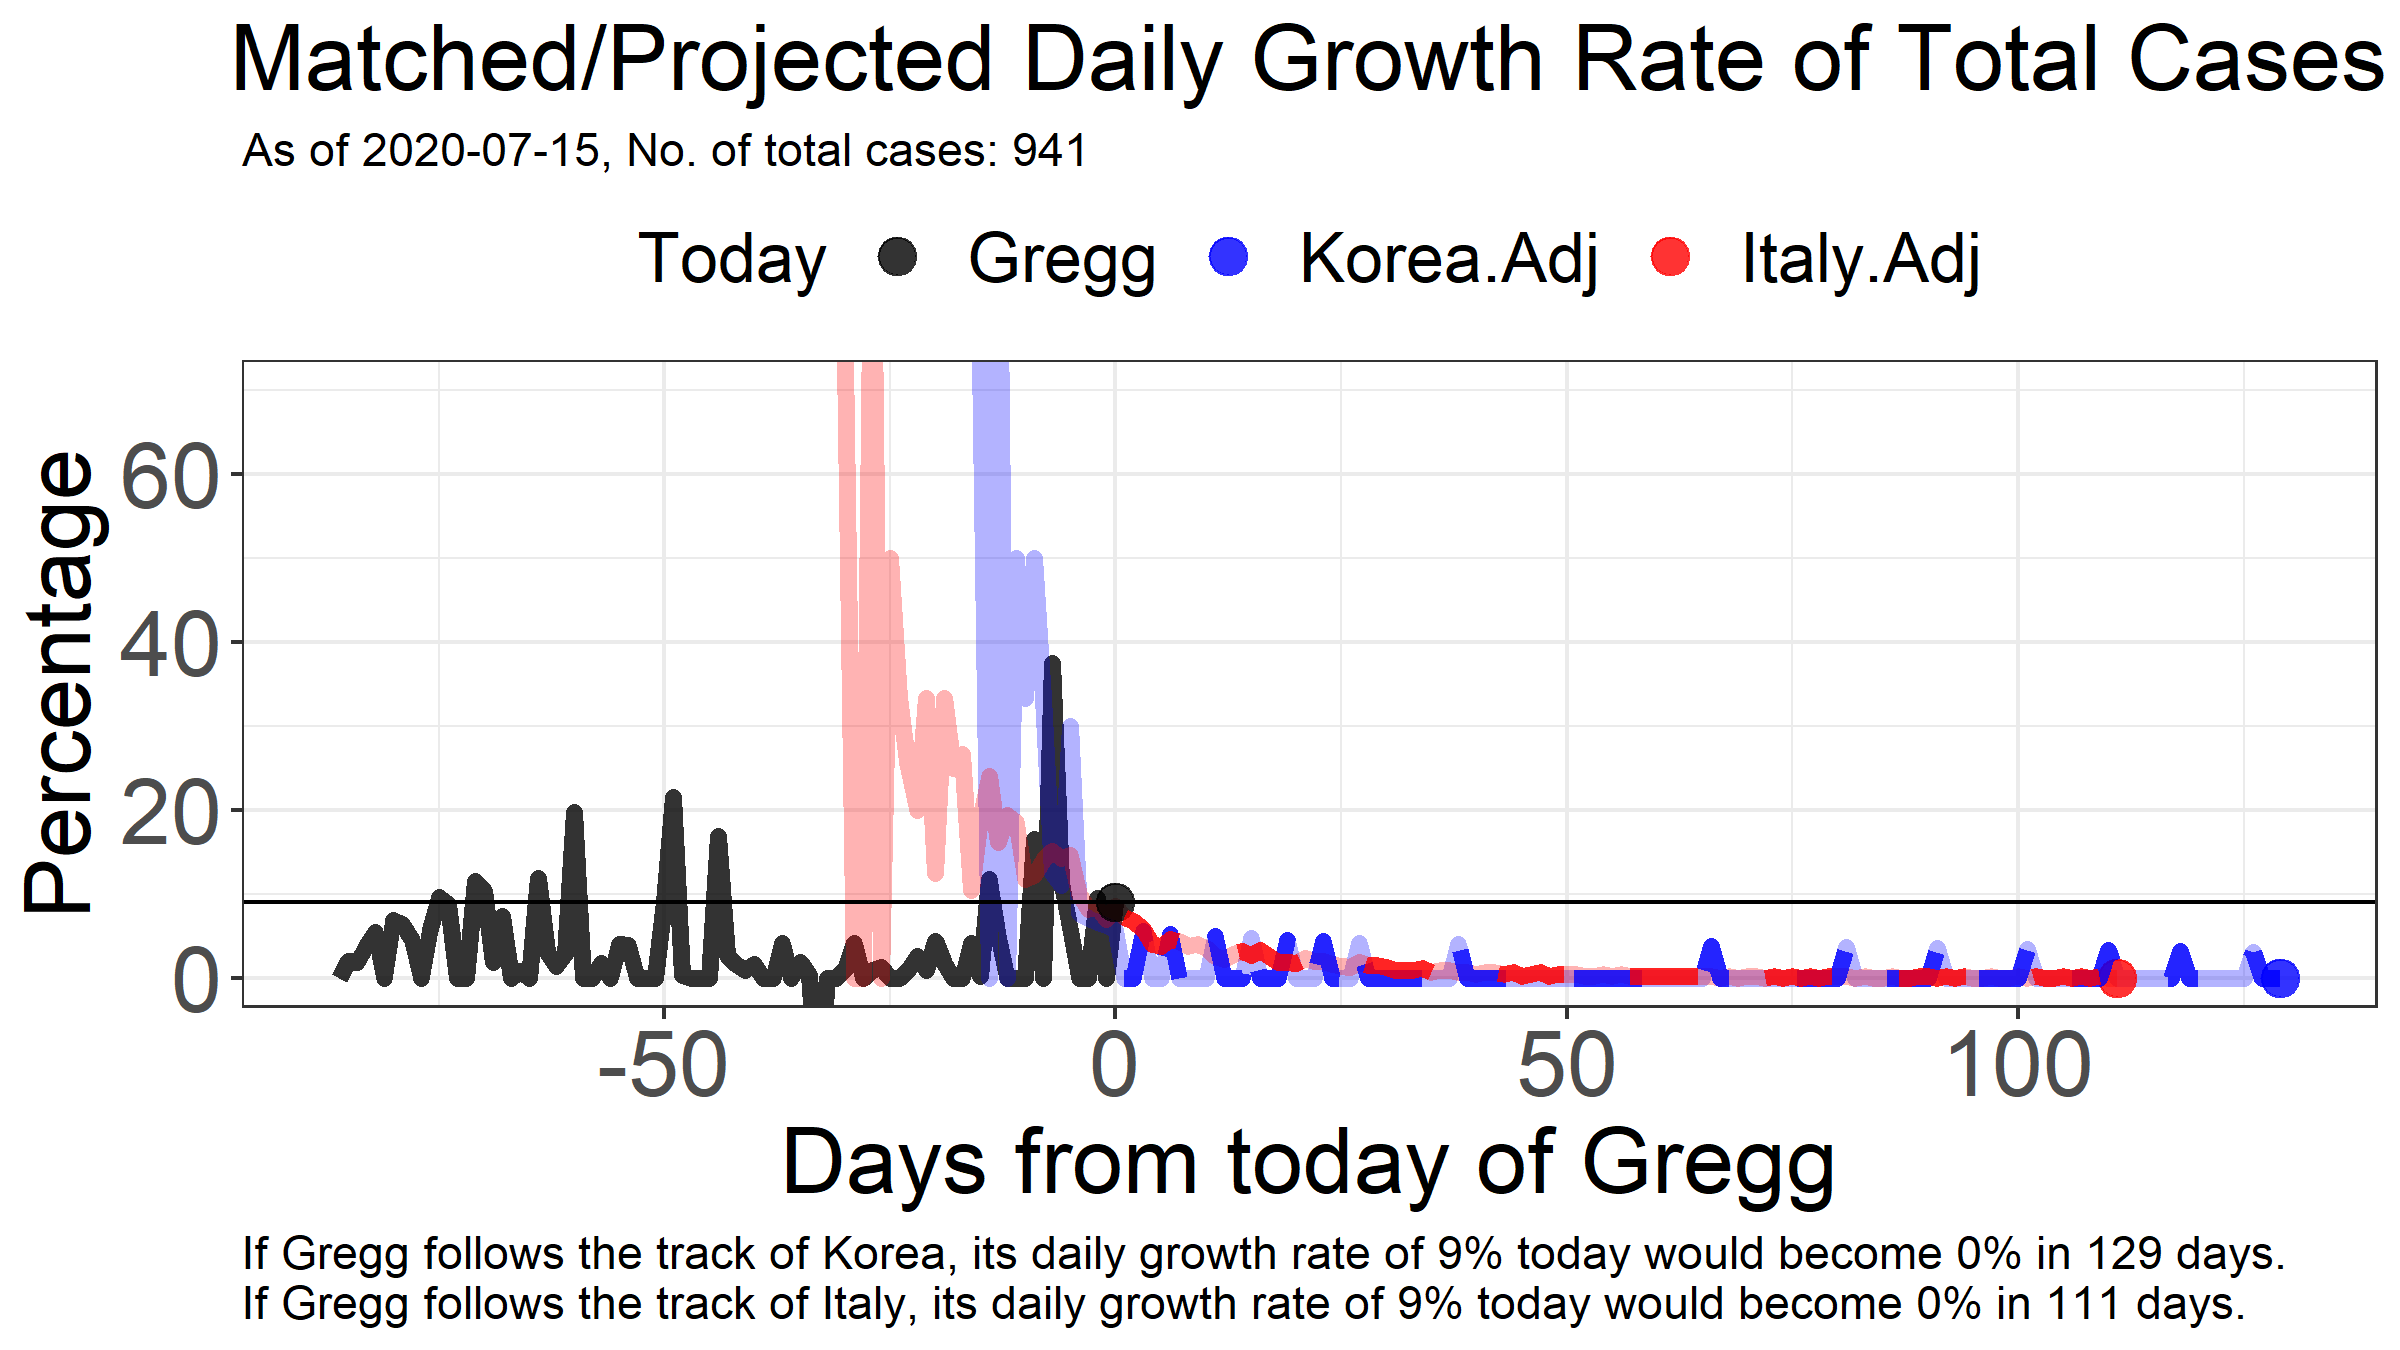 Matched/Projected Daily Growth Rate of Total Cases
As of 2020-07-15, No. of total cases: 941
Today Gregg Korea.Adj Italy.Adj
Percentage
60
40
20
0
-50 0 50 100
Days from today of Gregg
If Gregg follows the track of Korea, its daily growth rate of 9% today would become 0% in 129 days.
If Gregg follows the track of Italy, its daily growth rate of 9% today would become 0% in 111 days.